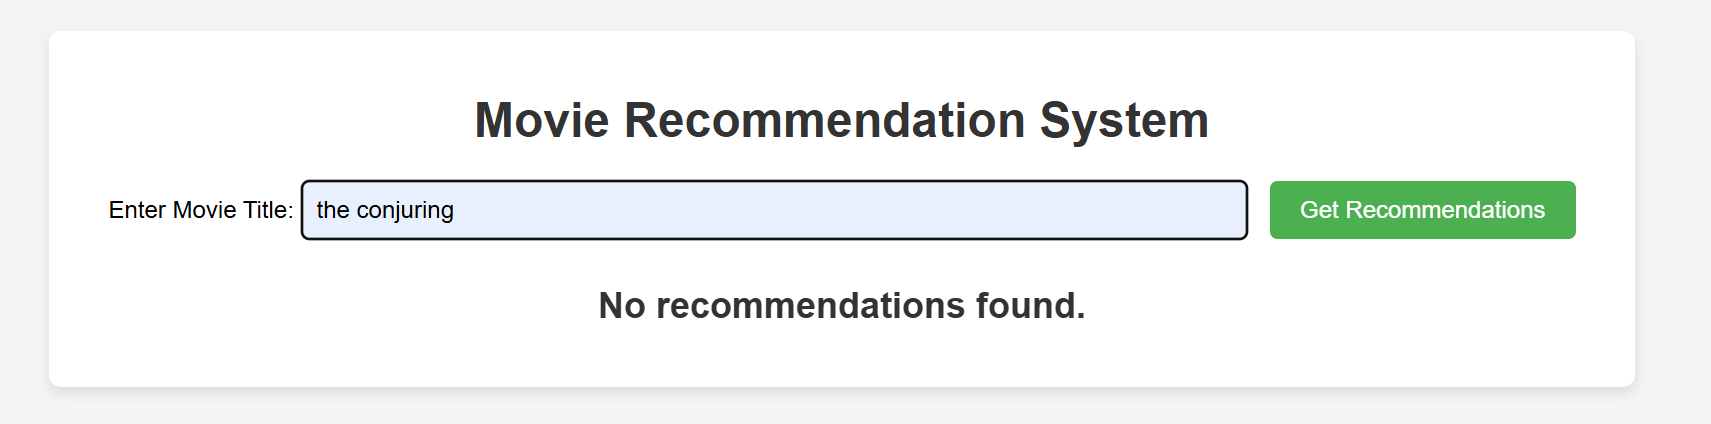 Movie Recommendation System
Enter Movie Title: the conjuring Get Recommendations
No recommendations found.